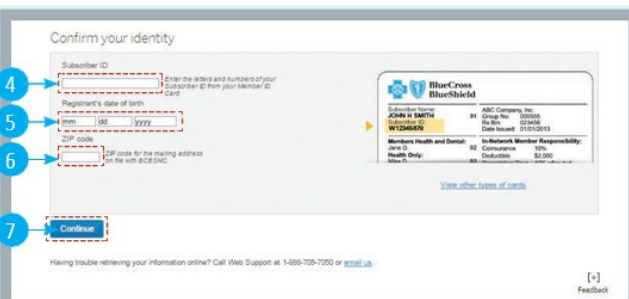 Confirm your identity
Subscriber ID
4
Enter the letters and numbers of your
Subscriber ID from your Member ID
Card
Registrant's date of birth
5
mm dd yyyy
ZIP code
6
ZIP code for the mailing address
on file with BCBSNC.
BlueCross
BlueShield
Subscriber Name:
JOHN H SMITH 01
Subscriber ID:
W12345678
ABC Company, Inc.
Group No: 005555
Rx Bin: 023456
Date Issued: 01/01/2013
Members Health and Dental:
Jane D. 02
Health Only:
03
In-Network Member Responsibility:
Coinsurance 10%
Deductible $2,000
View other types of cards
7
Continue
Having trouble retrieving your information online? Call Web Support at 1-888-705-7050 or email us.
[+]
Feedback